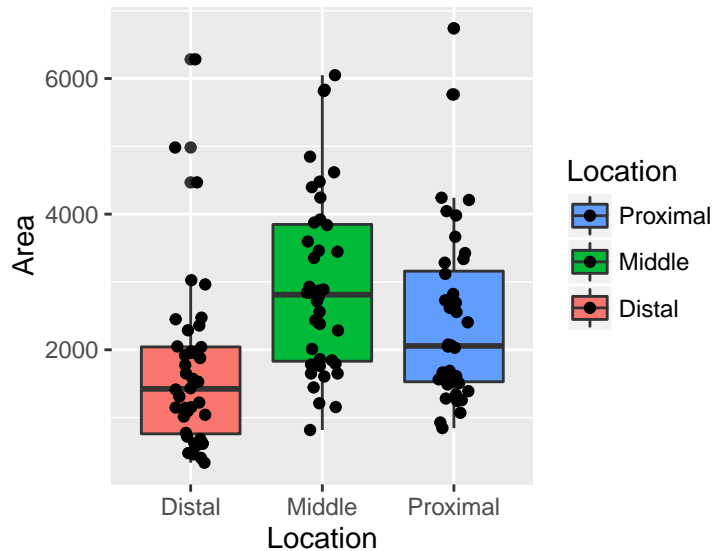 6000
4000
2000
Area
Distal
Middle
Proximal
Location
Location
Proximal
Middle
Distal